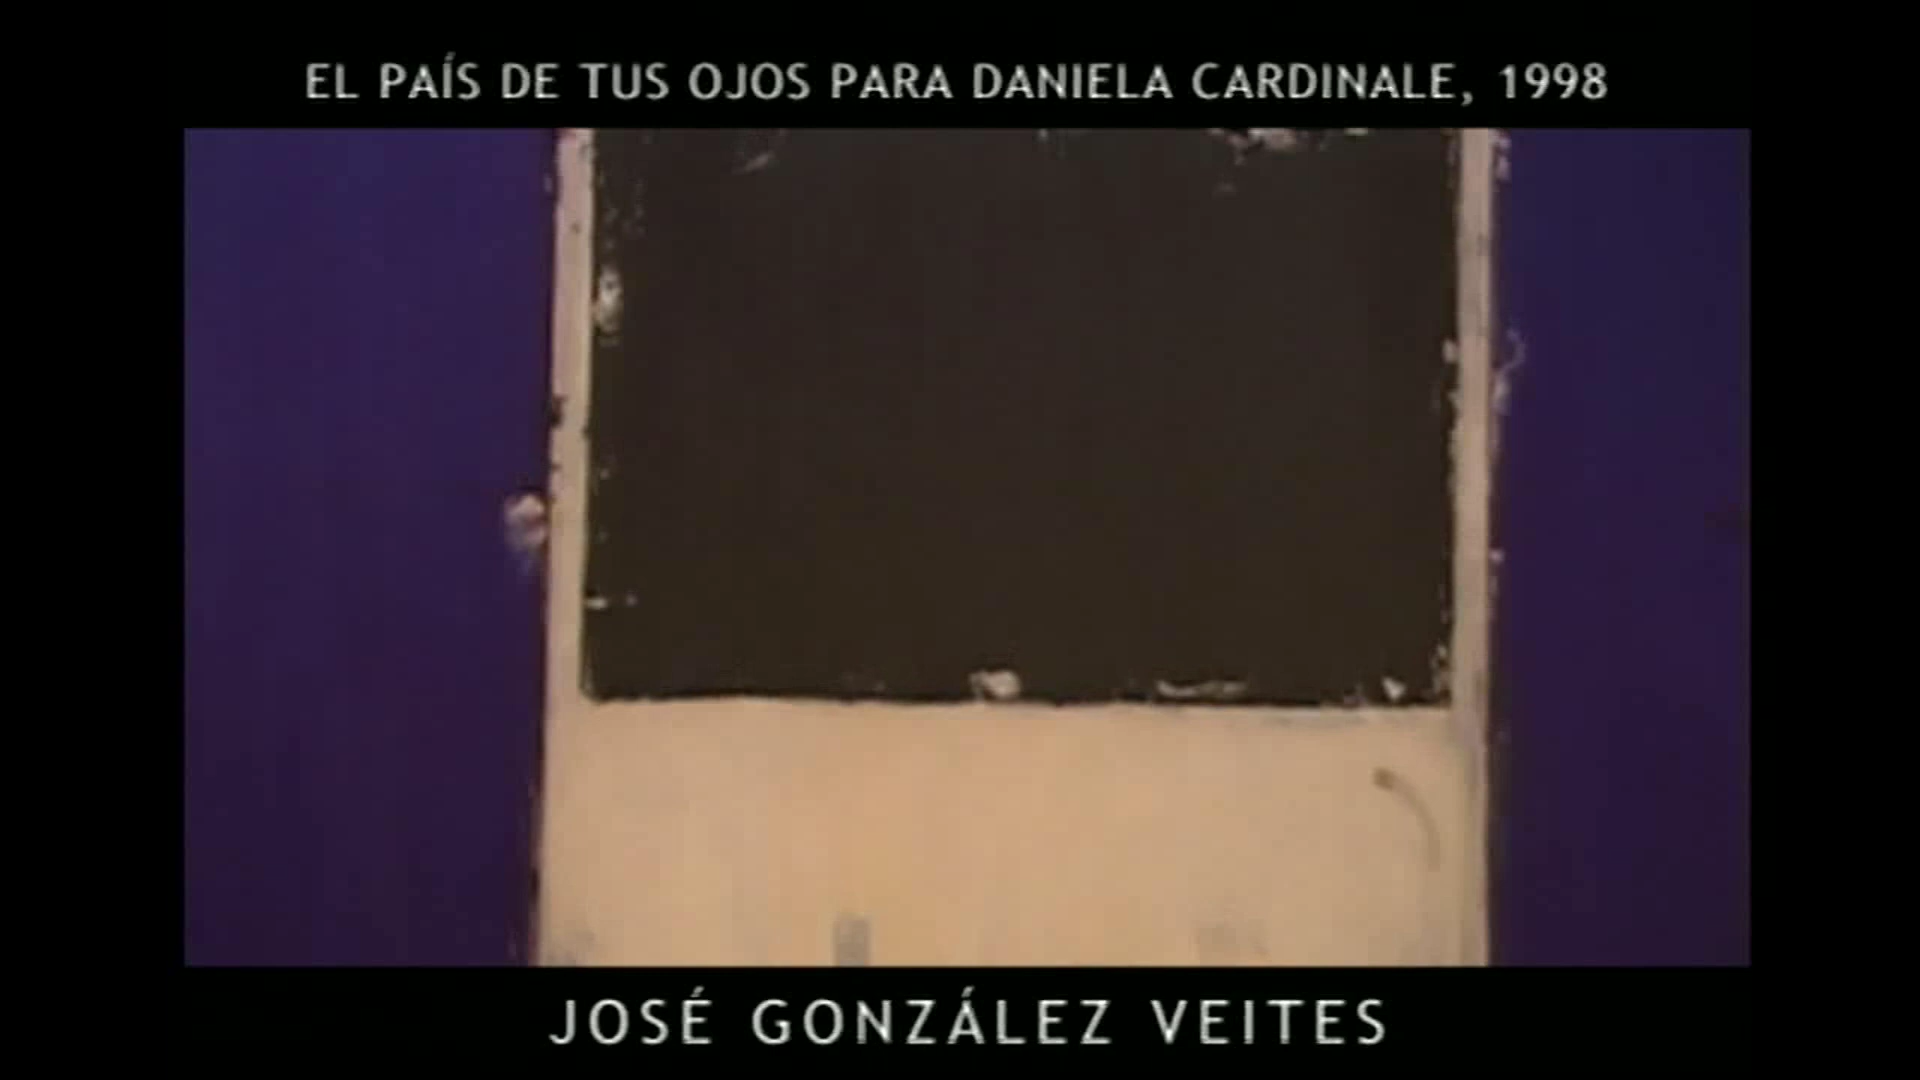 EL PAÍS DE TUS OJOS PARA DANIELA CARDINALE, 1998
JOSÉ GONZÁLEZ VEITES